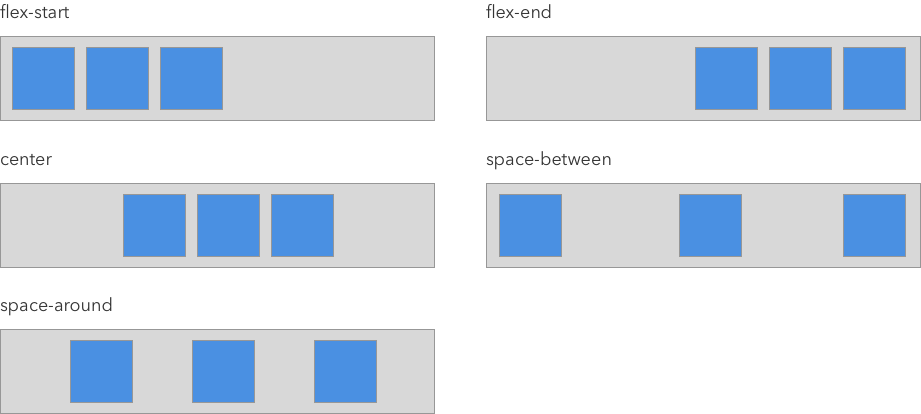 flex-start
flex-end
center
space-between
space-around